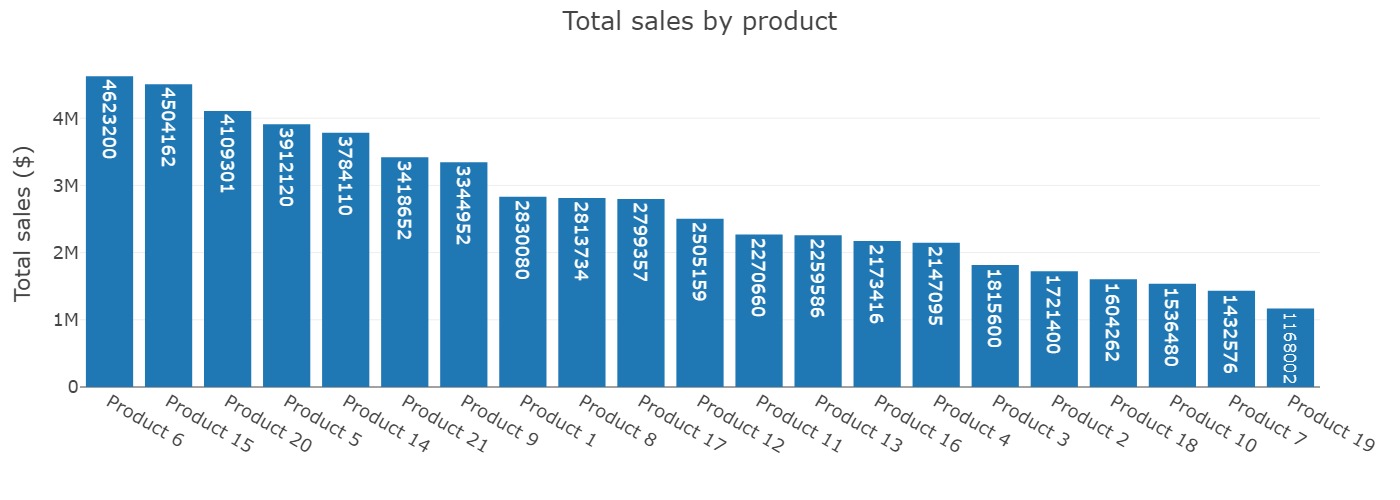 Total sales by product
Total sales ($)
4M
3M
2M
1M
0
4623200
4504162
4109301
3912120
3784110
3418652
3344952
2830080
2813734
2799357
2505159
2270660
2259586
2173416
2147095
1815600
1721400
1604262
1536480
1432576
1168002
Product 6
Product 15
Product 20
Product 5
Product 14
Product 21
Product 9
Product 1
Product 8
Product 17
Product 12
Product 11
Product 13
Product 16
Product 4
Product 3
Product 2
Product 18
Product 10
Product 7
Product 19